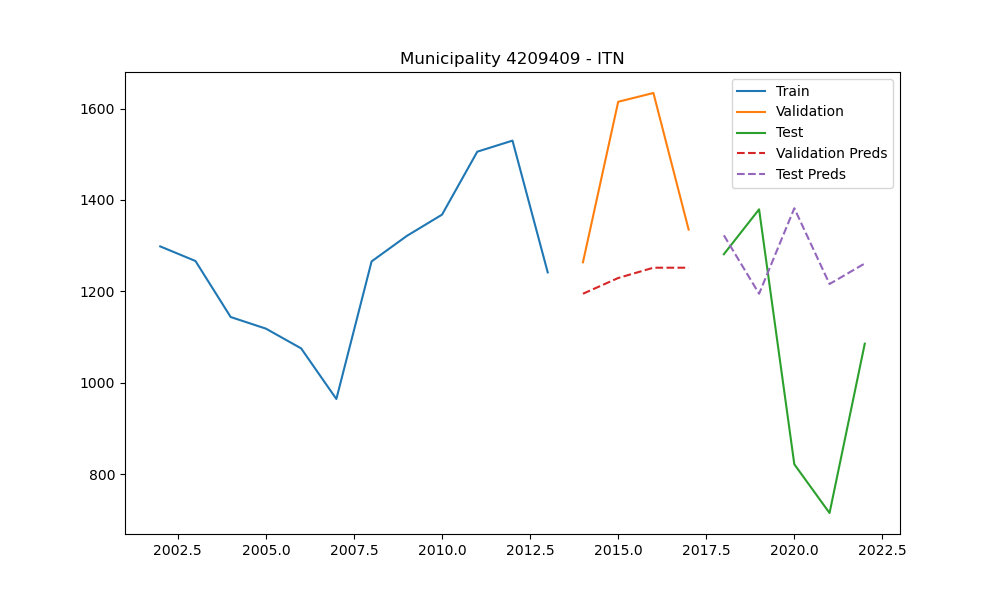 Municipality 4209409 - ITN
Train
Validation
Test
Validation Preds
Test Preds
1600
1400
1200
1000
800
2002.5 2005.0 2007.5 2010.0 2012.5 2015.0 2017.5 2020.0 2022.5